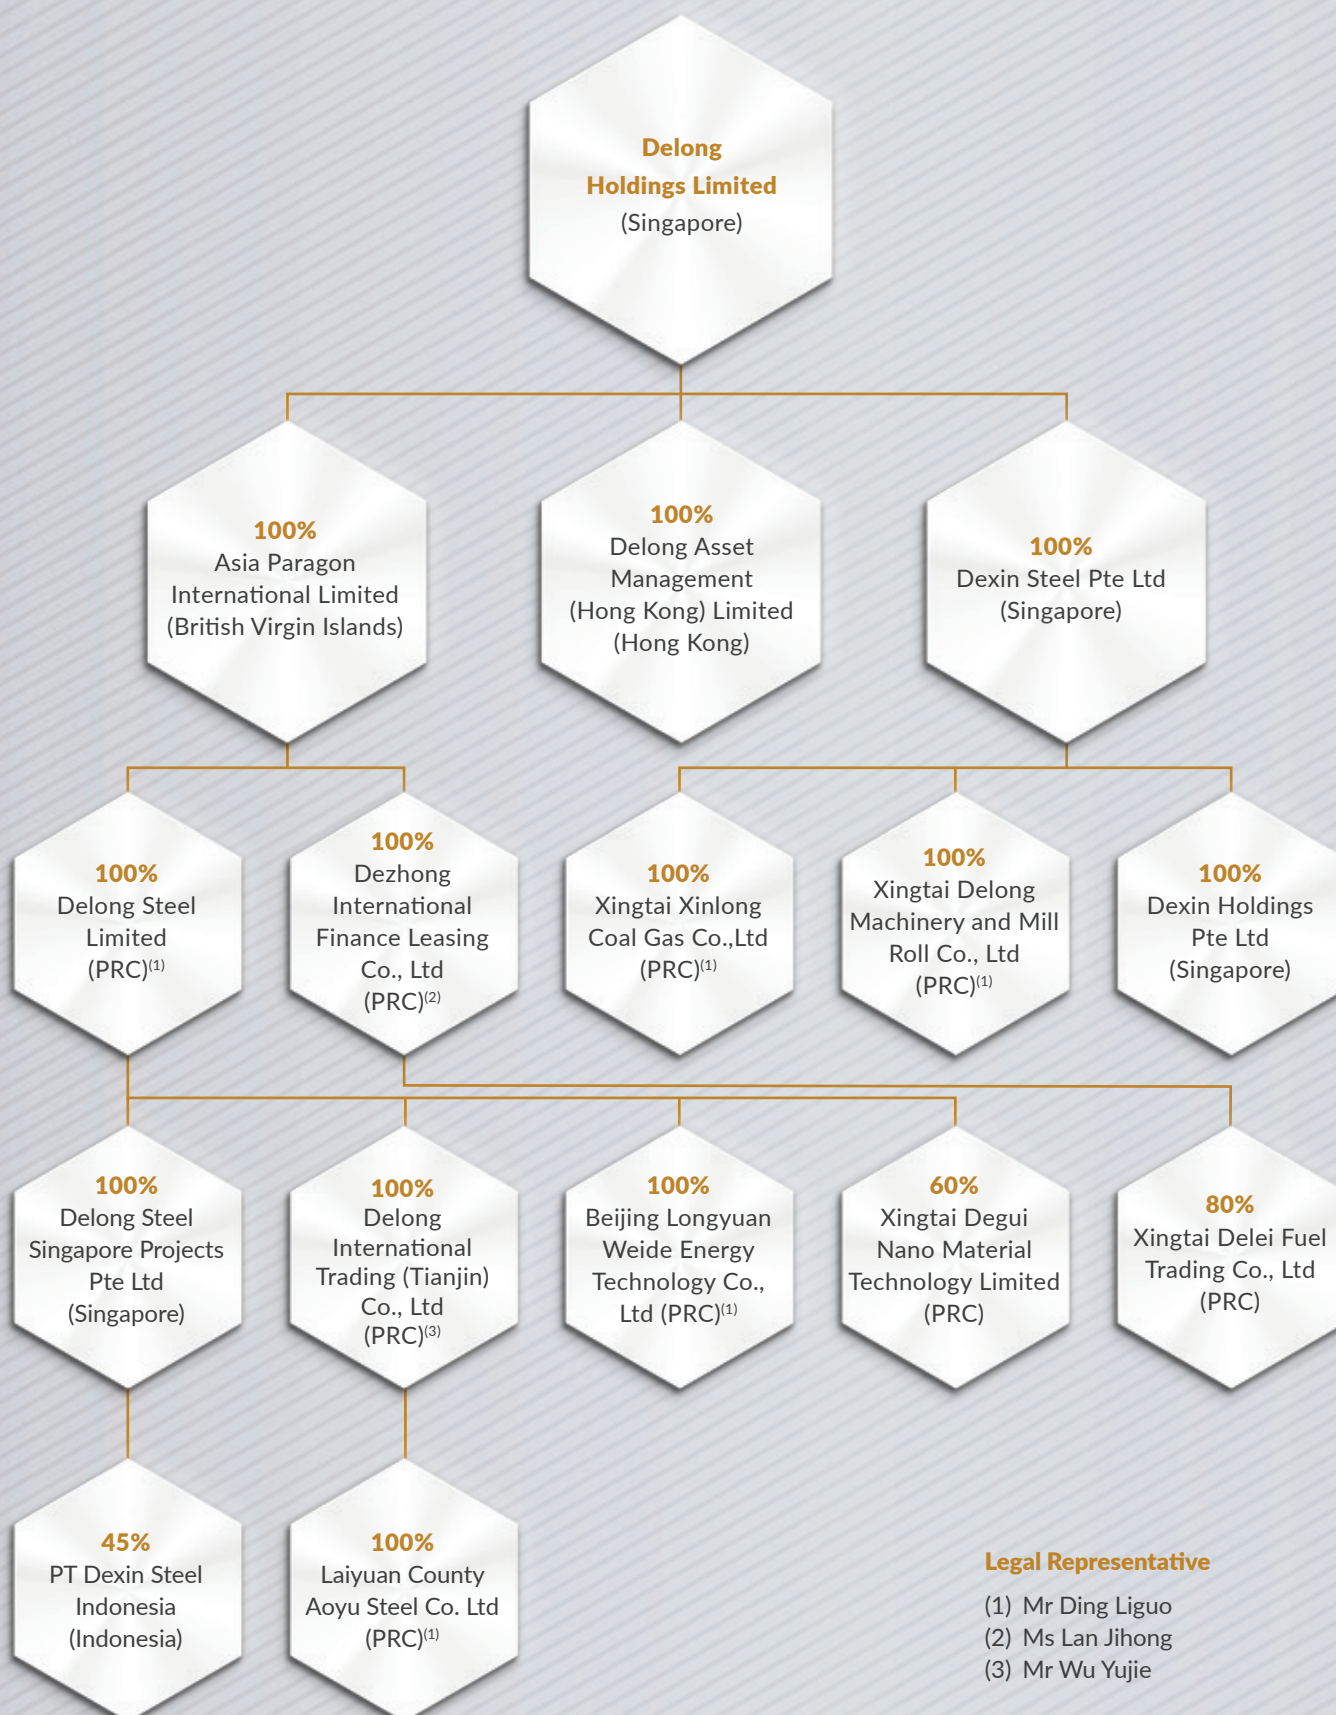 Delong
Holdings Limited
(Singapore)
100%
Asia Paragon
International Limited
(British Virgin Islands)
100%
Delong Asset
Management
(Hong Kong) Limited
(Hong Kong)
100%
Dexin Steel Pte Ltd
(Singapore)
100%
Delong Steel
Limited
(PRC)(1)
100%
Dezhong
International
Finance Leasing
Co., Ltd
(PRC)(2)
100%
Xingtai Xinlong
Coal Gas Co.,Ltd
(PRC)(1)
100%
Xingtai Delong
Machinery and Mill
Roll Co., Ltd
(PRC)(1)
100%
Dexin Holdings
Pte Ltd
(Singapore)
100%
Delong Steel
Singapore Projects
Pte Ltd
(Singapore)
100%
Delong
International
Trading (Tianjin)
Co., Ltd
(PRC)(3)
100%
Beijing Longyuan
Weide Energy
Technology Co.,
Ltd (PRC)(1)
60%
Xingtai Degui
Nano Material
Technology Limited
(PRC)
80%
Xingtai Delei Fuel
Trading Co., Ltd
(PRC)
45%
PT Dexin Steel
Indonesia
(Indonesia)
100%
Laiyuan County
Aoyu Steel Co. Ltd
(PRC)(1)
Legal Representative
(1) Mr Ding Liguo
(2) Ms Lan Jihong
(3) Mr Wu Yujie